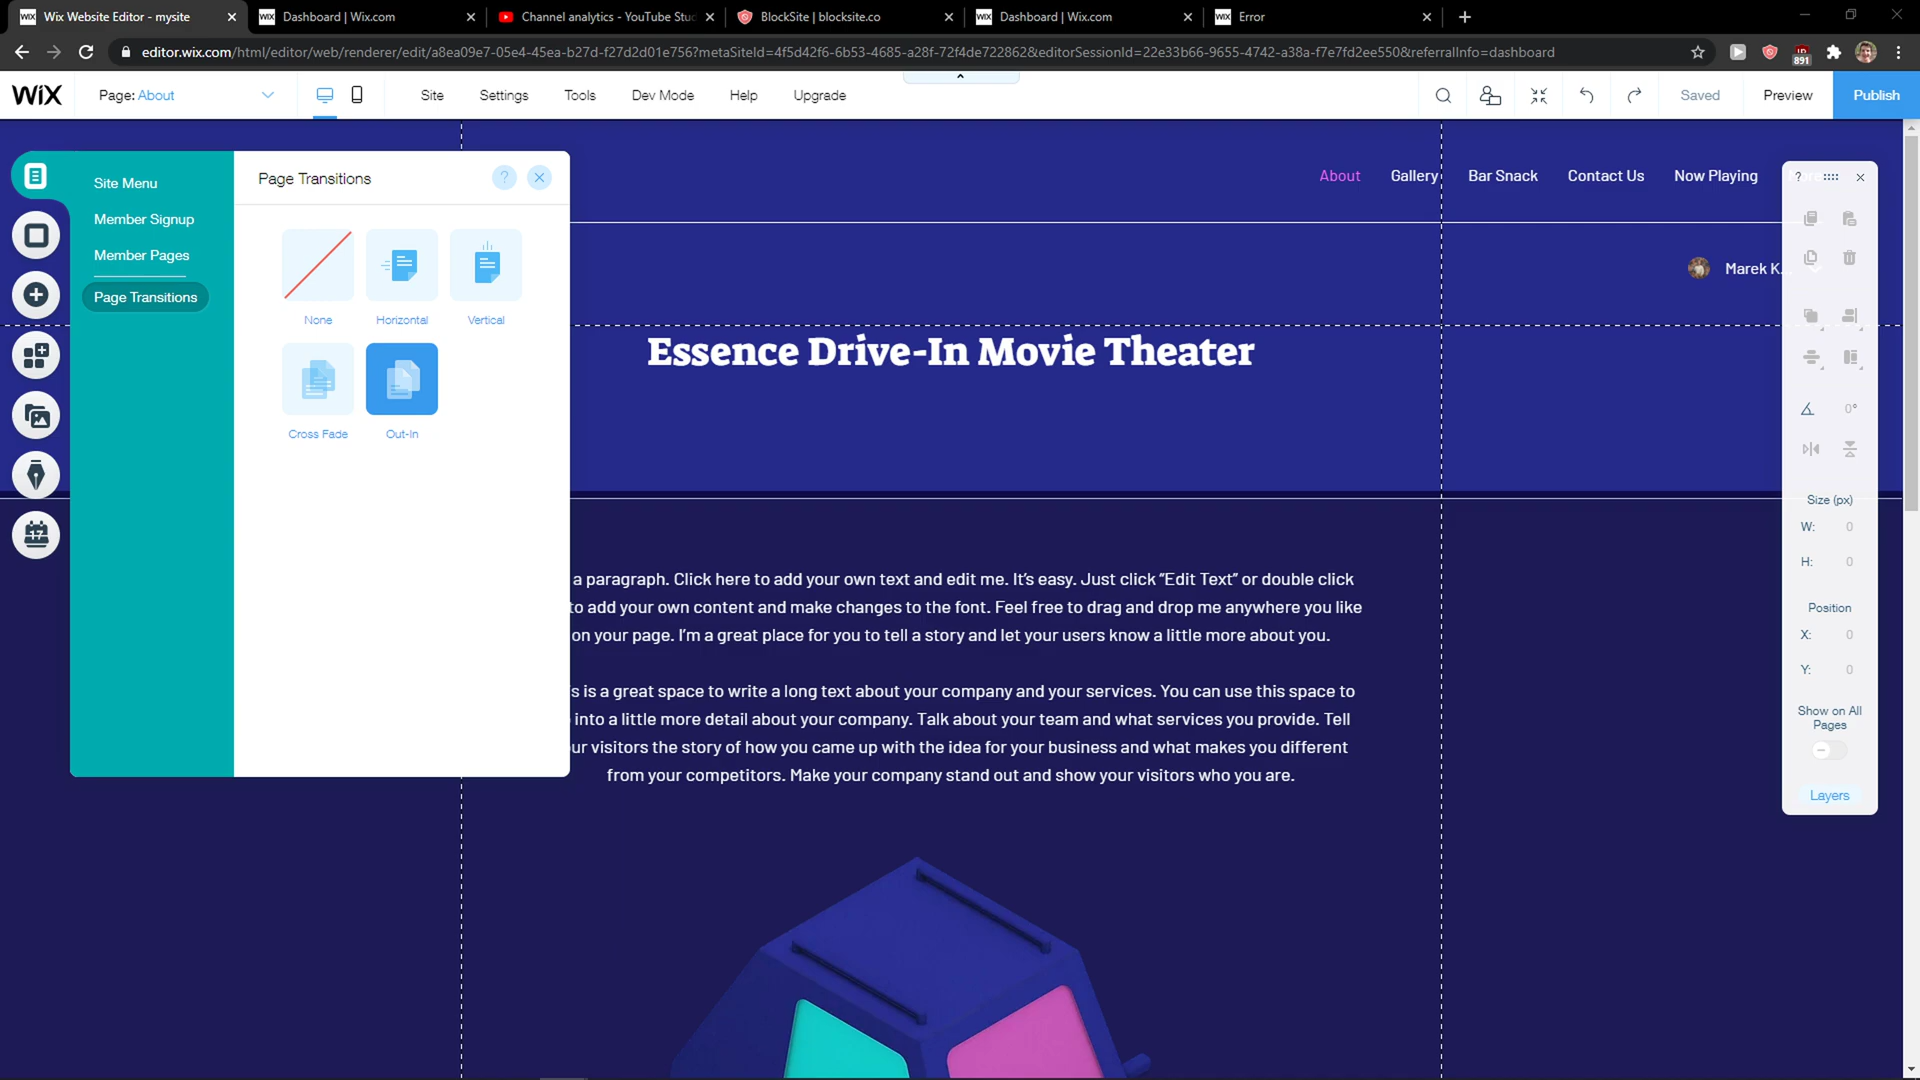 Wix Website Editor - mysite
Dashboard | Wix.com
Channel analytics - YouTube Stuc
BlockSite | blocksite.co
Dashboard | Wix.com
Error
editor.wix.com/html/editor/web/renderer/edit/a8ea09e7-05e4-45ea-b27d-f27d2d01e756?metaSiteId=4f5d42f6-6b53-4685-a28f-72f4de722862&editorSessionId=22e33b66-9655-4742-a38a-f7e7fd2ee550&referralInfo=dashboard
891
WiX
Page: About
Site
Settings
Tools
Dev Mode
Help
Upgrade
Saved
Preview
Publish
Site Menu
Member Signup
Member Pages
Page Transitions
Page Transitions
?
None
Horizontal
Vertical
Cross Fade
Out-In
17
About
Gallery
Bar Snack
Contact Us
Now Playing
Marek K...
Essence Drive-In Movie Theater
a paragraph. Click here to add your own text and edit me. It's easy. Just click “Edit Text” or double click
to add your own content and make changes to the font. Feel free to drag and drop me anywhere you like
on your page. I'm a great place for you to tell a story and let your users know a little more about you.
s is a great space to write a long text about your company and your services. You can use this space to
into a little more detail about your company. Talk about your team and what services you provide. Tell
ur visitors the story of how you came up with the idea for your business and what makes you different
from your competitors. Make your company stand out and show your visitors who you are.
?
0°
Size (px)
W: 0
H: 0
Position
X: 0
Y: 0
Show on All
Pages
Layers